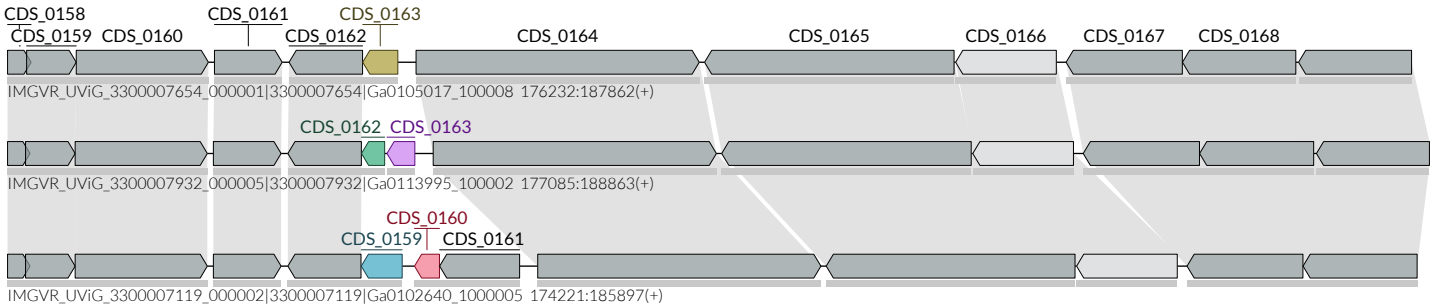 CDS_0158 CDS_0161 CDS_0163
CDS_0159 CDS_0160 CDS_0162 CDS_0164 CDS_0165 CDS_0166 CDS_0167 CDS_0168
IMGVR_UViG_3300007654_000001|3300007654|Ga0105017_100008 176232:187862(+)
CDS_0162 CDS_0163
IMGVR_UViG_3300007932_000005|3300007932|Ga0113995_100002 177085:188863(+)
CDS_0160
CDS_0159 CDS_0161
IMGVR_UViG_3300007119_000002|3300007119|Ga0102640_1000005 174221:185897(+)